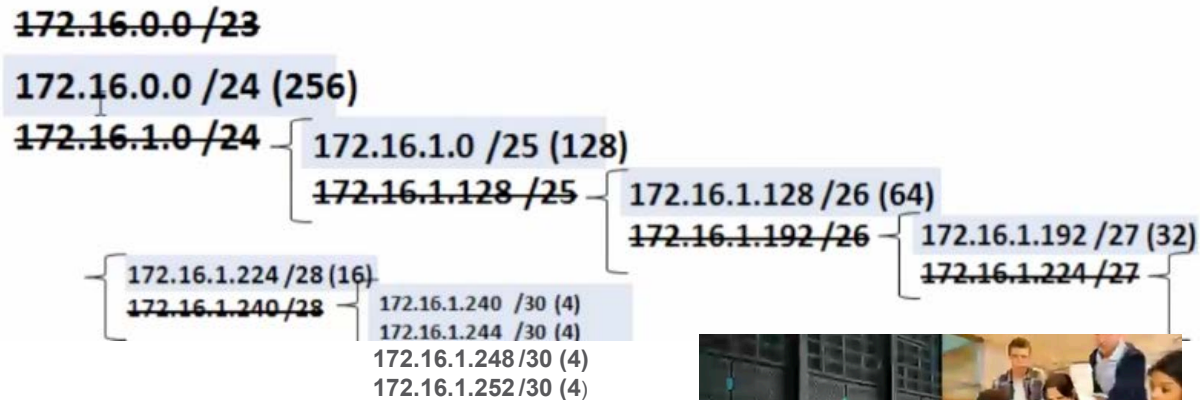 172.16.0.0 /23
172.16.0.0 /24 (256)
172.16.1.0 /24
172.16.1.0 /25 (128)
172.16.1.128 /25
172.16.1.128 /26 (64)
172.16.1.192 /26
172.16.1.192 /27 (32)
172.16.1.224 /27
172.16.1.224 /28 (16)
172.16.1.240 /28
172.16.1.240 /30 (4)
172.16.1.244 /30 (4)
172.16.1.248 /30 (4)
172.16.1.252 /30 (4)